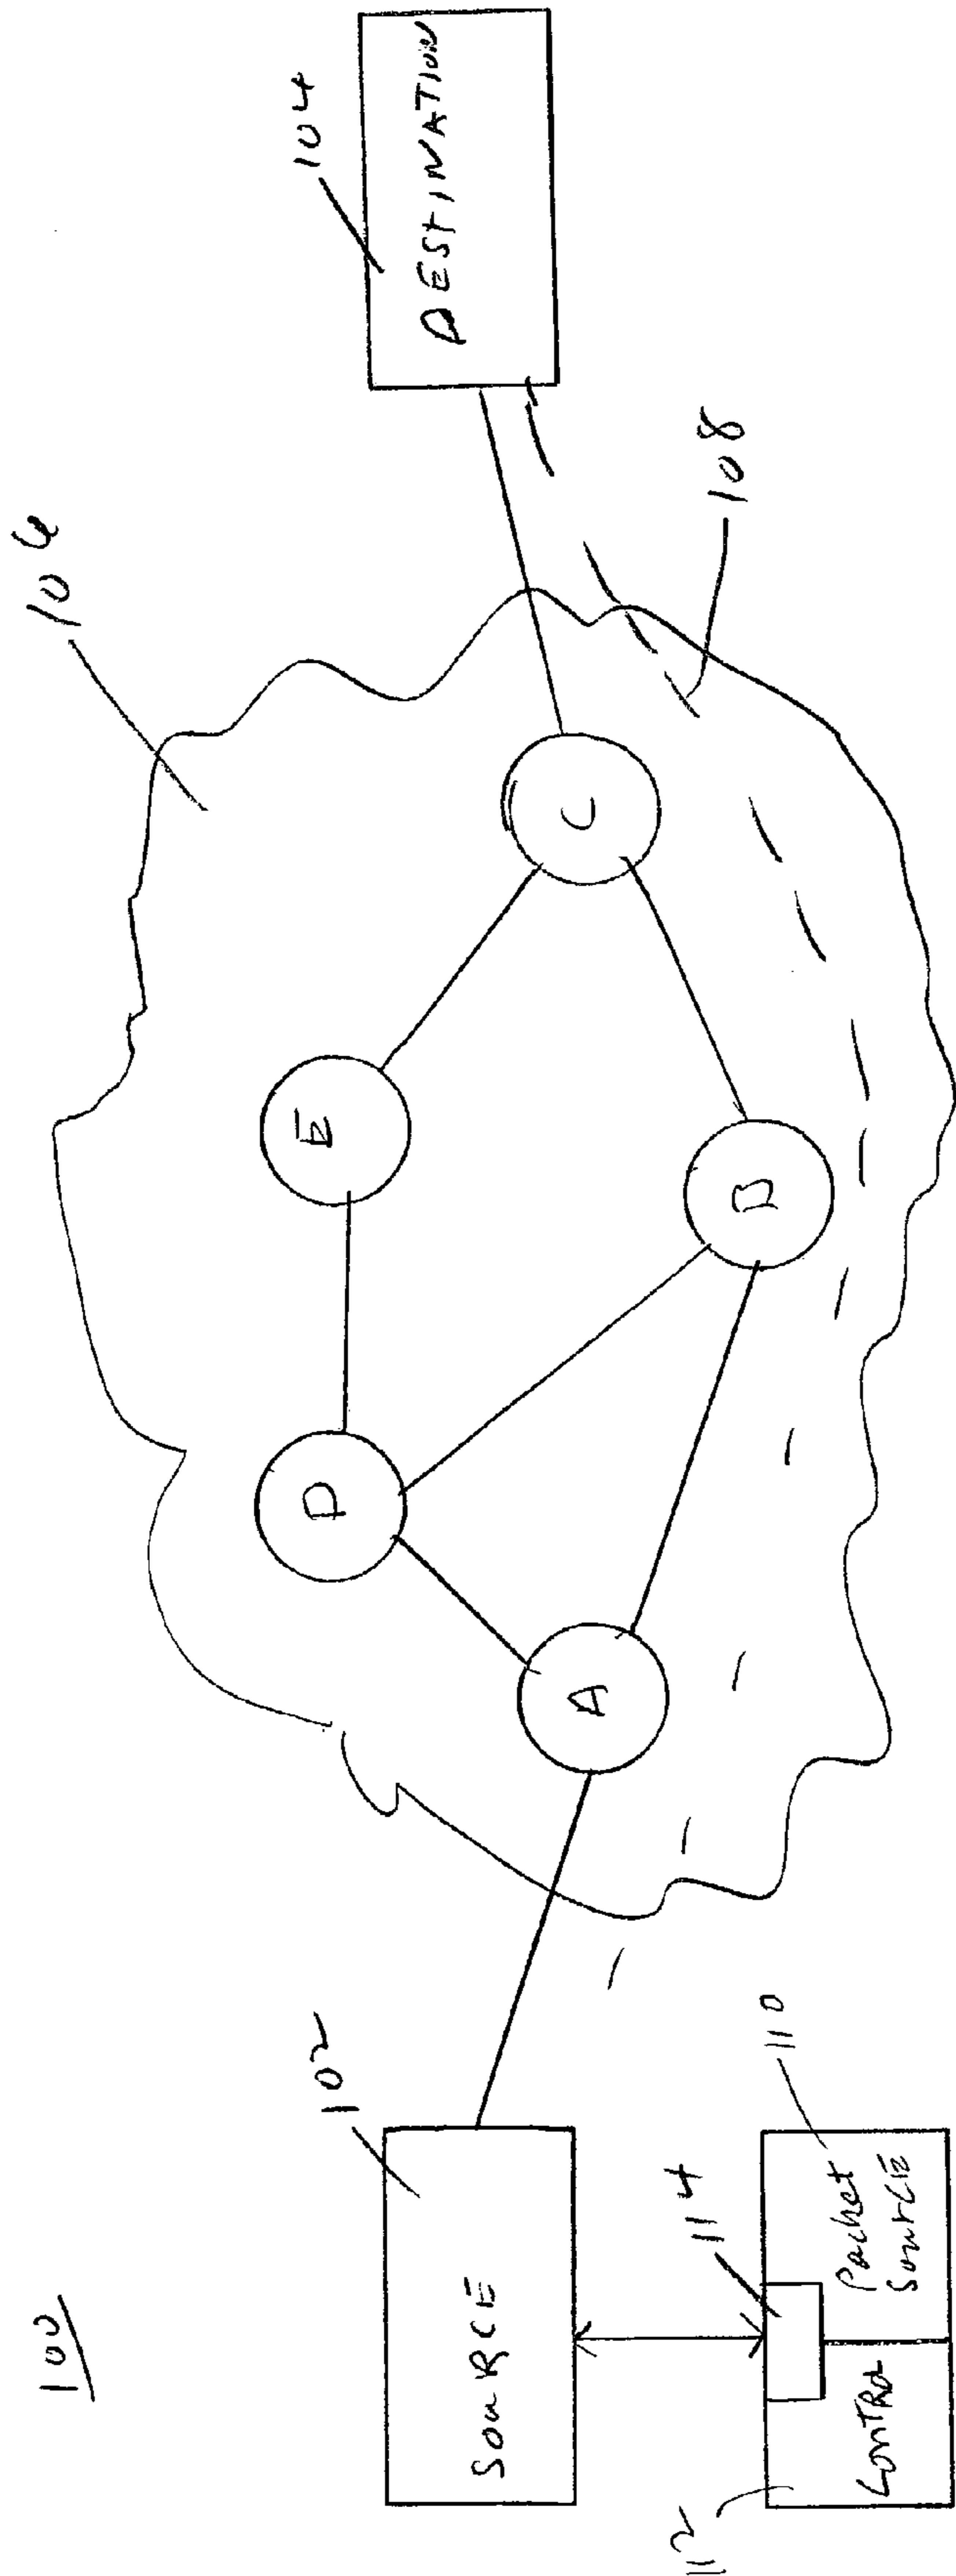 100
102
SOURCE
114
112
CONTROL
Packet
SOURCE
110
A
D
B
E
C
106
108
104
DESTINATION